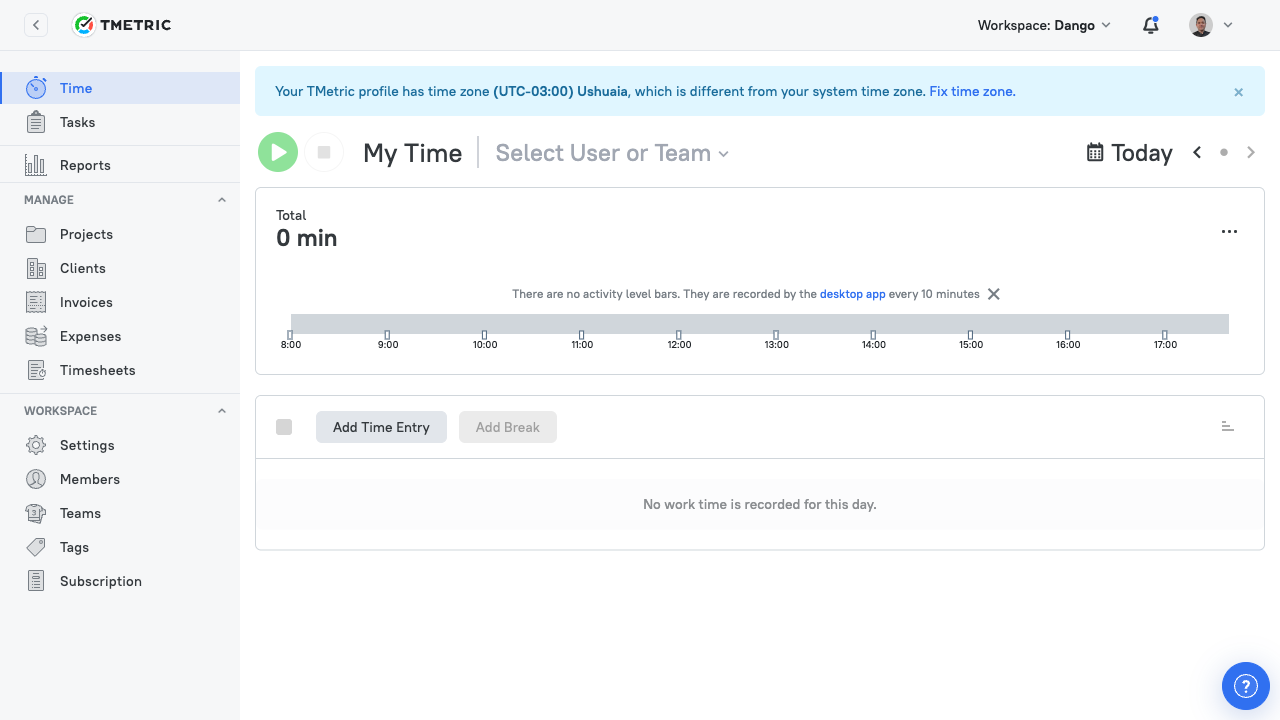 TMETRIC
Workspace: Dango
Time
Tasks
Reports
MANAGE
Projects
Clients
Invoices
Expenses
Timesheets
WORKSPACE
Settings
Members
Teams
Tags
Subscription
Your TMetric profile has time zone (UTC-03:00) Ushuaia, which is different from your system time zone. Fix time zone.
My Time
Select User or Team
Today
Total
0 min
There are no activity level bars. They are recorded by the desktop app every 10 minutes
8:00 9:00 10:00 11:00 12:00 13:00 14:00 15:00 16:00 17:00
Add Time Entry
Add Break
No work time is recorded for this day.